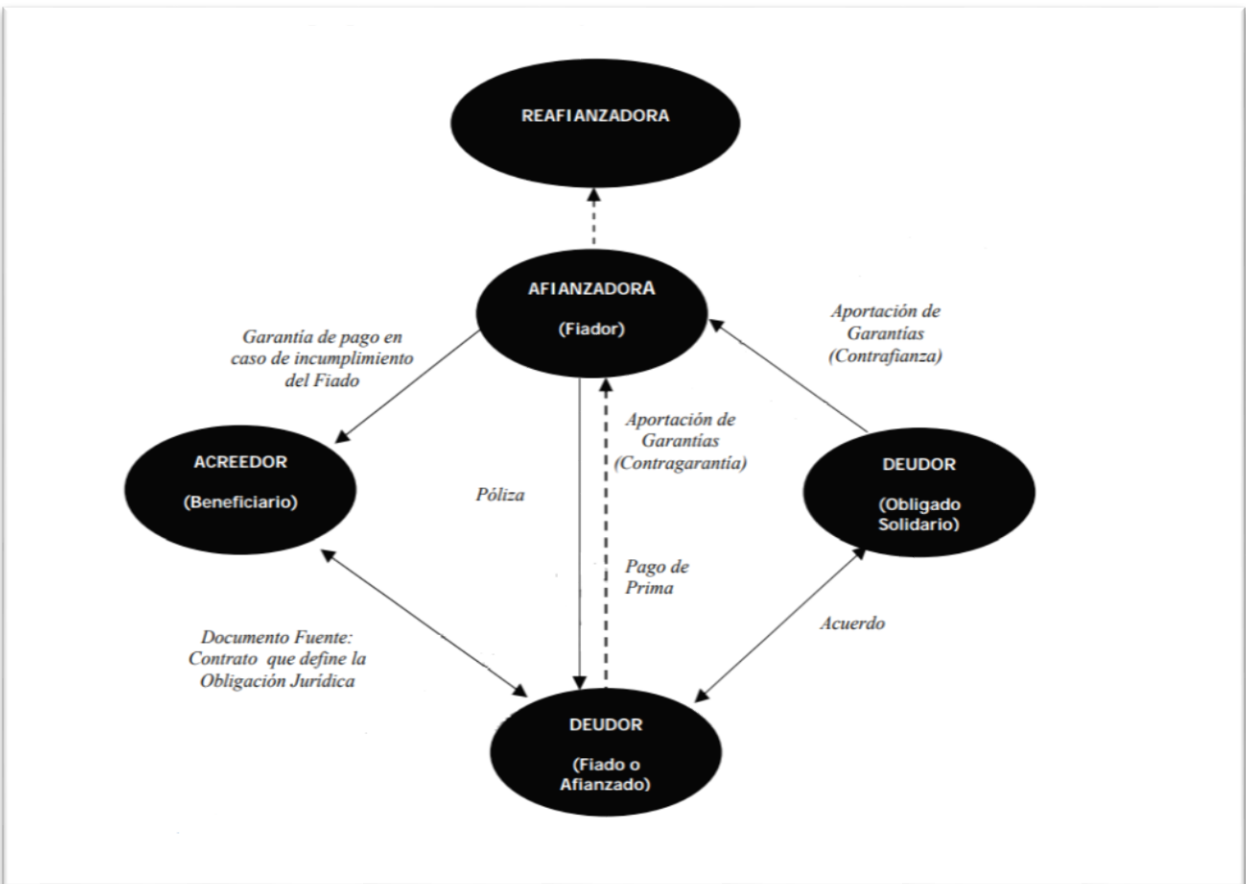 REAFIANZADORA
AFIANZADORA
(Fiador)
Aportación de
Garantías
(Contrafianza)
Garantía de pago en
caso de incumplimiento
del Fiado
Aportación de
Garantías
(Contragarantía)
ACREEDOR
(Beneficiario)
Póliza
DEUDOR
(Obligado
Solidario)
Pago de
Prima
Acuerdo
Documento Fuente:
Contrato que define la
Obligación Jurídica
DEUDOR
(Fiado o
Afianzado)